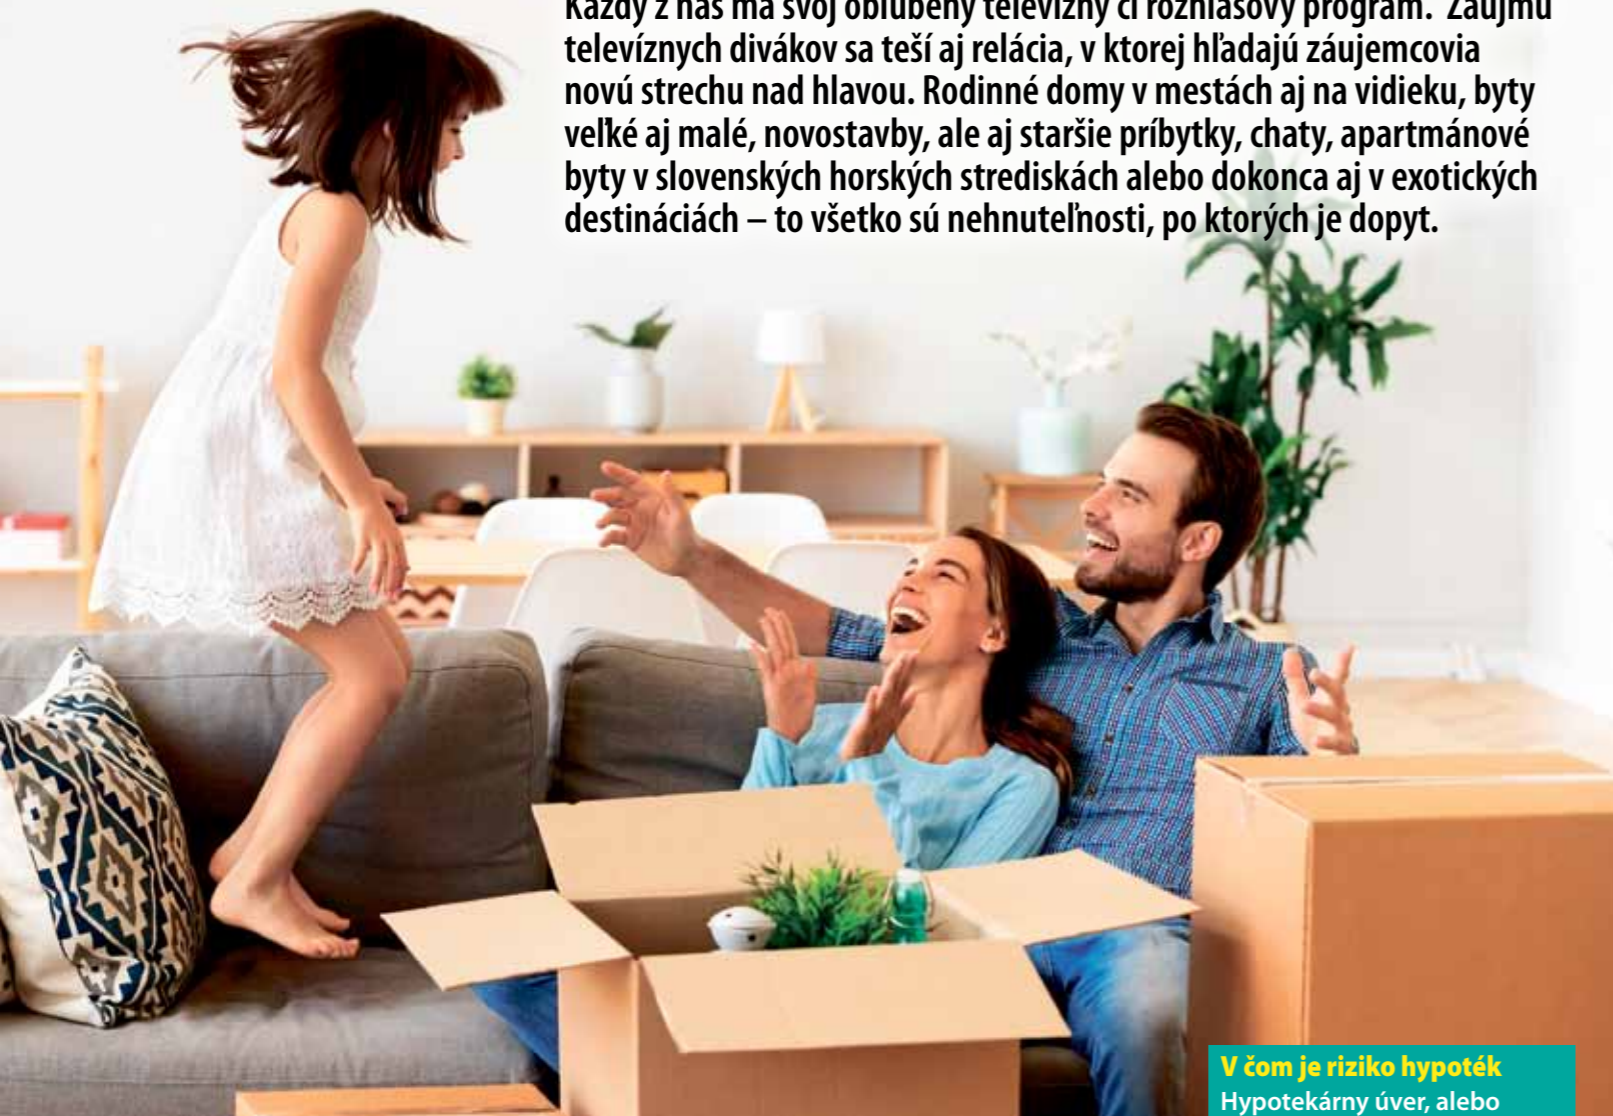 Každý z nás má svoj obľúbený televízny či rozhlasový program. Záujmu
televíznych divákov sa teší aj relácia, v ktorej hľadajú záujemcovia
novú strechu nad hlavou. Rodinné domy v mestách aj na vidieku, byty
veľké aj malé, novostavby, ale aj staršie príbytky, chaty, apartmánové
byty v slovenských horských strediskách alebo dokonca aj v exotických
destináciách – to všetko sú nehnuteľnosti, po ktorých je dopyt.
V čom je riziko hypoték
Hypotekárny úver, alebo